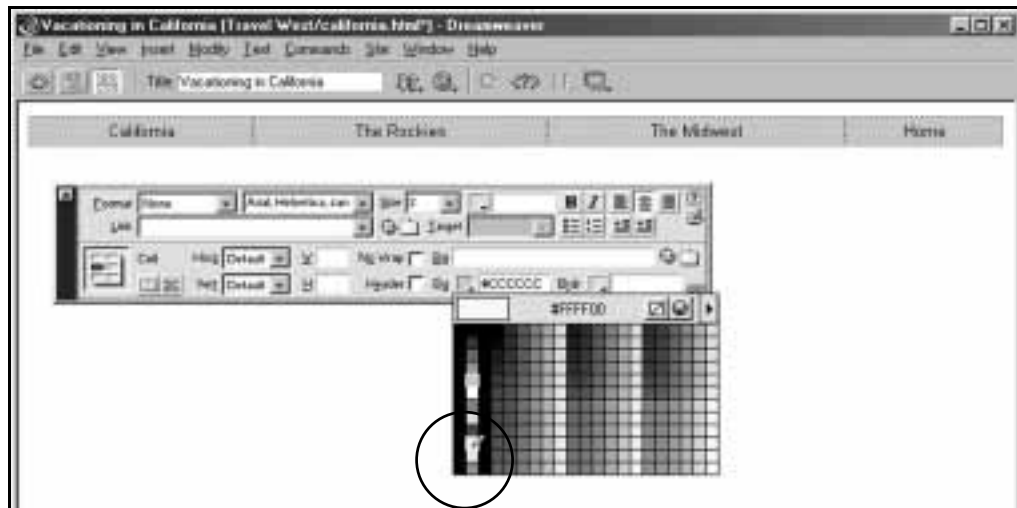 Vacationing in California (Travel West/california.html*) - Dreamweaver
File Edit View Insert Modify Text Commands Site Window Help
Title Vacationing in California
California The Rockies The Midwest Home
Format None Arial, Helvetica, san Size 2 B I
Link Target
Cell Horz Default W No Wrap Bg
Vert Default H Header Bg #CCCCCC Brdr
#FFFF00